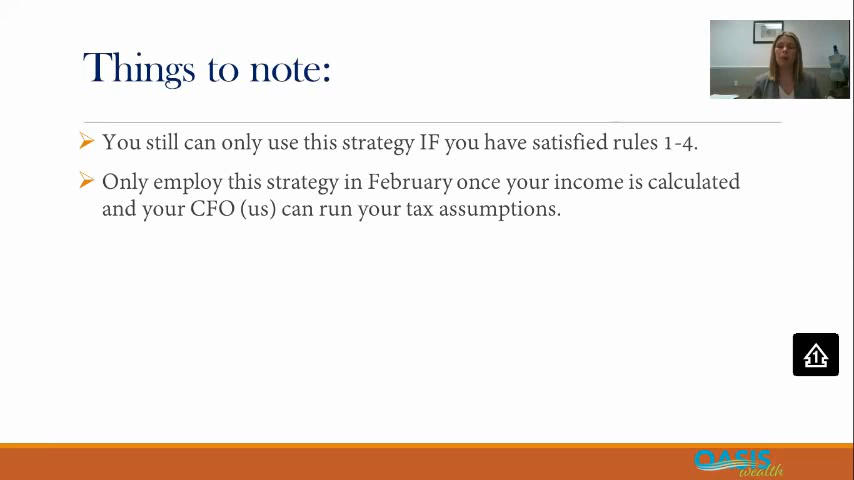 Things to note:
You still can only use this strategy IF you have satisfied rules 1-4.
Only employ this strategy in February once your income is calculated
and your CFO (us) can run your tax assumptions.
1
OASIS
wealth